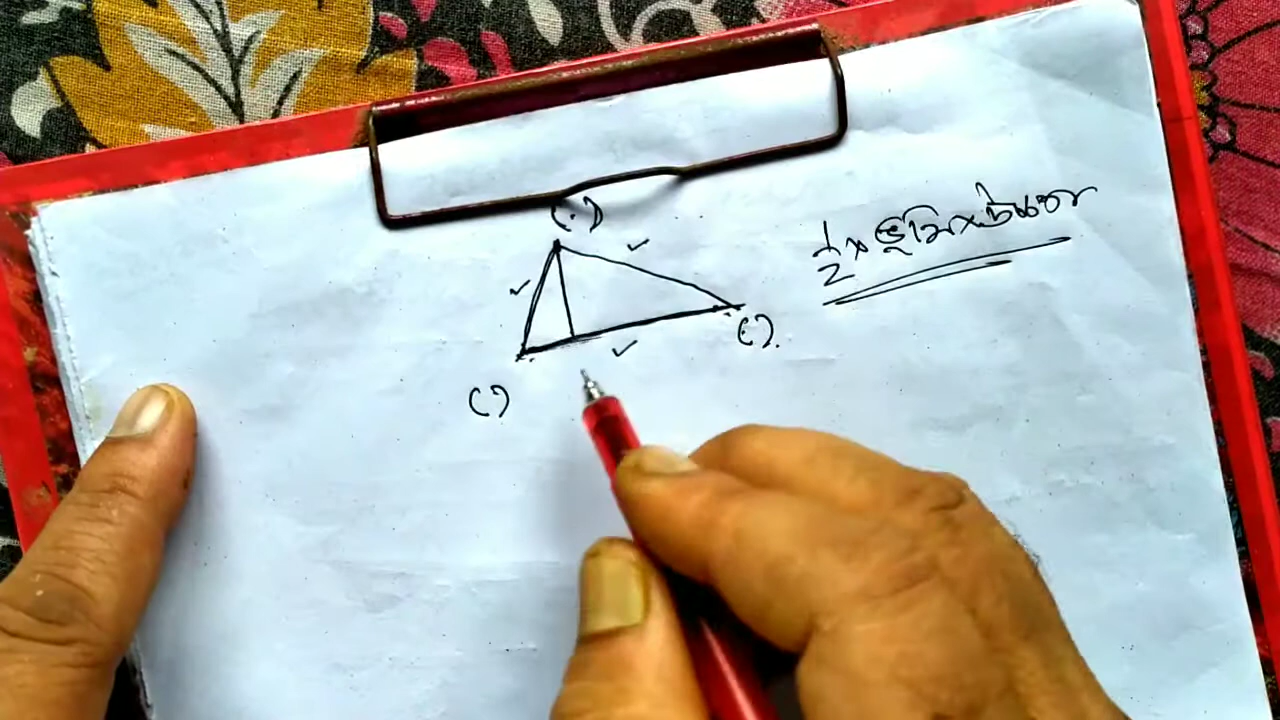 (.)
(.)
( )
1/2 × ভূমি × উচ্চতা